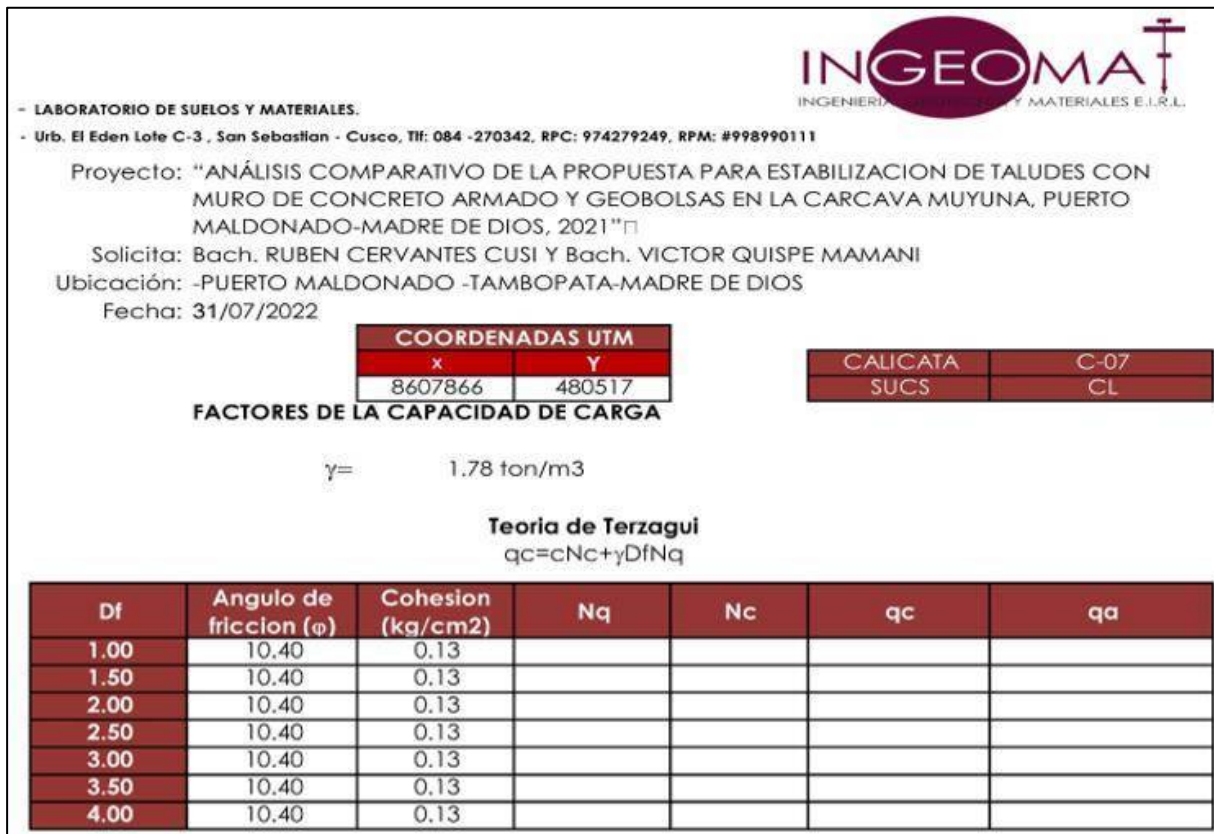 INGEOMAT
INGENIERIA Y MATERIALES E.I.R.L.
- LABORATORIO DE SUELOS Y MATERIALES.
- Urb. El Eden Lote C-3 , San Sebastian - Cusco, Tlf: 084 -270342, RPC: 974279249, RPM: #998990111
Proyecto: “ANÁLISIS COMPARATIVO DE LA PROPUESTA PARA ESTABILIZACION DE TALUDES CON
MURO DE CONCRETO ARMADO Y GEOBOLSAS EN LA CARCAVA MUYUNA, PUERTO
MALDONADO-MADRE DE DIOS, 2021”□
Solicita: Bach. RUBEN CERVANTES CUSI Y Bach. VICTOR QUISPE MAMANI
Ubicación: -PUERTO MALDONADO -TAMBOPATA-MADRE DE DIOS
Fecha: 31/07/2022
COORDENADAS UTM
x Y
8607866 480517
CALICATA C-07
SUCS CL
FACTORES DE LA CAPACIDAD DE CARGA
γ= 1.78 ton/m3
Teoria de Terzagui
qc=cNc+γDfNq
Df Angulo de friccion (φ) Cohesion (kg/cm2) Nq Nc qc qa
1.00 10.40 0.13
1.50 10.40 0.13
2.00 10.40 0.13
2.50 10.40 0.13
3.00 10.40 0.13
3.50 10.40 0.13
4.00 10.40 0.13